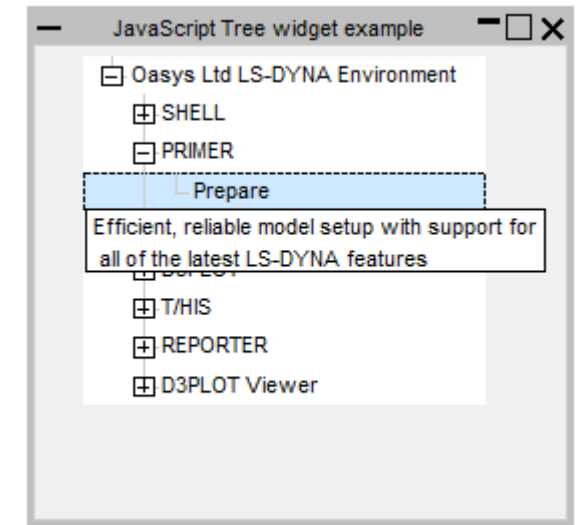 JavaScript Tree widget example
Oasys Ltd LS-DYNA Environment
SHELL
PRIMER
Prepare
Efficient, reliable model setup with support for
all of the latest LS-DYNA features
T/HIS
REPORTER
D3PLOT Viewer